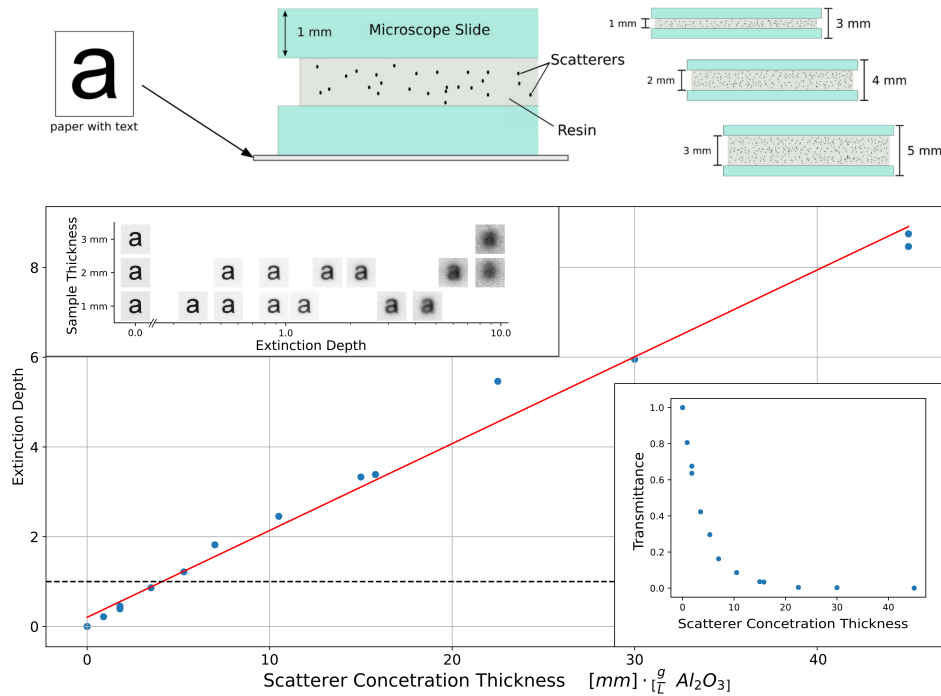 1 mm
Microscope Slide
Scatterers
Resin
a
paper with text
1 mm
3 mm
2 mm
4 mm
3 mm
5 mm
Sample Thickness
3 mm
2 mm
1 mm
a
a a a a a a
a a a a a a a
0.0 1.0 10.0
Extinction Depth
Extinction Depth
8
6
4
2
0
0 10 20 30 40
Scatterer Concetration Thickness [mm] · [g/L Al₂O₃]
Transmittance
1.0
0.8
0.6
0.4
0.2
0.0
0 10 20 30 40
Scatterer Concetration Thickness